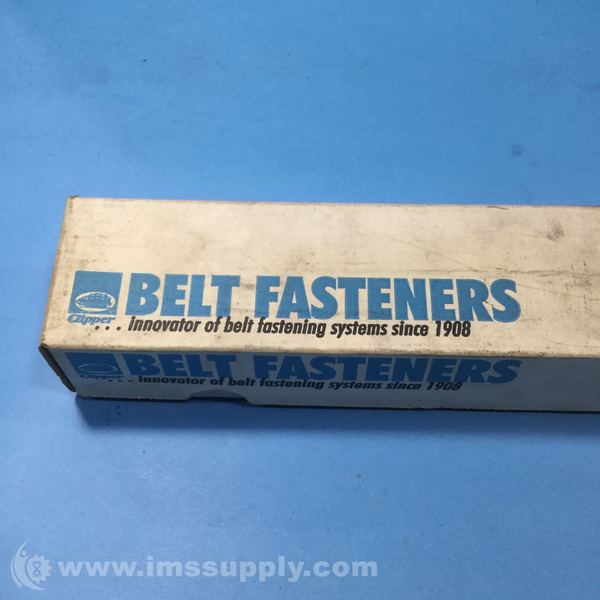 BELT FASTENERS
Clipper
... innovator of belt fastening systems since 1908
BELT FASTENERS
Clipper
... innovator of belt fastening systems since 1908
www.imssupply.com